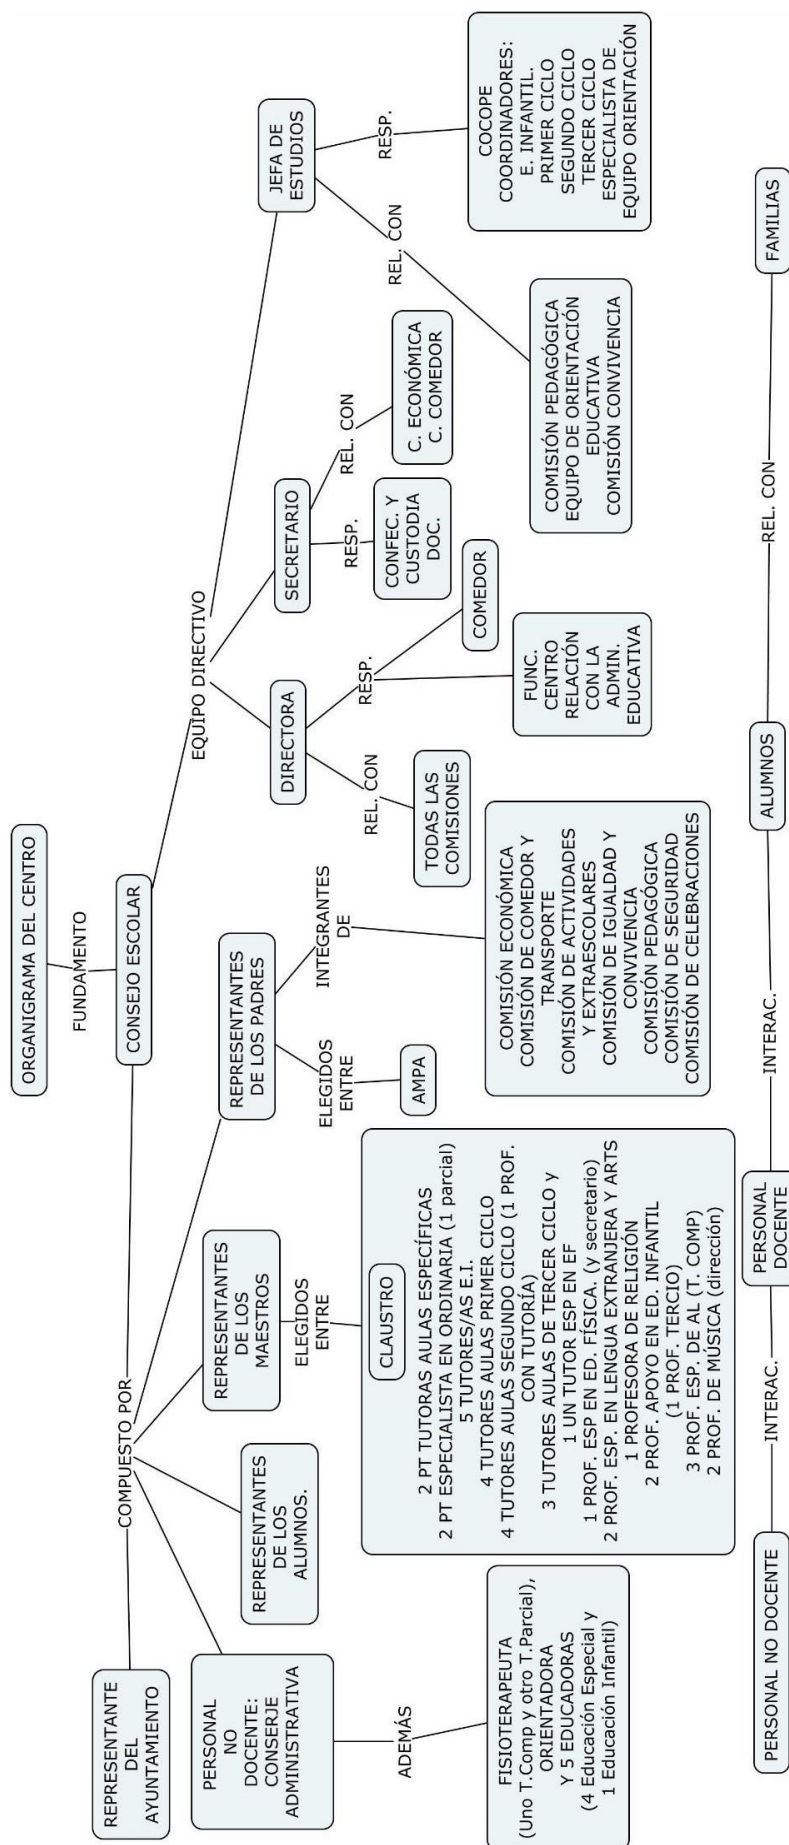 ORGANIGRAMA DEL CENTRO
FUNDAMENTO
CONSEJO ESCOLAR
COMPUESTO POR
EQUIPO DIRECTIVO
REPRESENTANTE
DEL
AYUNTAMIENTO
PERSONAL
NO
DOCENTE:
CONSERJE
ADMINISTRATIVA
ADEMÁS
FISIOTERAPEUTA
(Uno T.Comp y otro T.Parcial),
ORIENTADORA
Y 5 EDUCADORAS
(4 Educación Especial y
1 Educación Infantil)
REPRESENTANTES
DE LOS
ALUMNOS.
REPRESENTANTES
DE LOS
MAESTROS
ELEGIDOS
ENTRE
CLAUSTRO
2 PT TUTORAS AULAS ESPECÍFICAS
2 PT ESPECIALISTA EN ORDINARIA (1 parcial)
5 TUTORES/AS E.I.
4 TUTORES AULAS PRIMER CICLO
4 TUTORES AULAS SEGUNDO CICLO (1 PROF.
CON TUTORÍA)
3 TUTORES AULAS DE TERCER CICLO y
1 UN TUTOR ESP EN EF
1 PROF. ESP EN ED. FÍSICA. (y secretario)
2 PROF. ESP. EN LENGUA EXTRANJERA Y ARTS
1 PROFESORA DE RELIGIÓN
2 PROF. APOYO EN ED. INFANTIL
(1 PROF. TERCIO)
3 PROF. ESP. DE AL (T. COMP)
2 PROF. DE MÚSICA (dirección)
REPRESENTANTES
DE LOS PADRES
ELEGIDOS
ENTRE
AMPA
INTEGRANTES
DE
COMISIÓN ECONÓMICA
COMISIÓN DE COMEDOR Y
TRANSPORTE
COMISIÓN DE ACTIVIDADES
Y EXTRAESCOLARES
COMISIÓN DE IGUALDAD Y
CONVIVENCIA
COMISIÓN PEDAGÓGICA
COMISIÓN DE SEGURIDAD
COMISIÓN DE CELEBRACIONES
DIRECTORA
REL. CON
TODAS LAS
COMISIONES
RESP.
FUNC.
CENTRO
RELACIÓN
CON LA
ADMIN.
EDUCATIVA
COMEDOR
SECRETARIO
RESP.
CONFEC. Y
CUSTODIA
DOC.
REL. CON
C. ECONÓMICA
C. COMEDOR
JEFA DE
ESTUDIOS
REL. CON
COMISIÓN PEDAGÓGICA
EQUIPO DE ORIENTACIÓN
EDUCATIVA
COMISIÓN CONVIVENCIA
RESP.
COCOPE
COORDINADORES:
E. INFANTIL.
PRIMER CICLO
SEGUNDO CICLO
TERCER CICLO
ESPECIALISTA DE
EQUIPO ORIENTACIÓN
PERSONAL NO DOCENTE
INTERAC.
PERSONAL
DOCENTE
INTERAC.
ALUMNOS
REL. CON
FAMILIAS